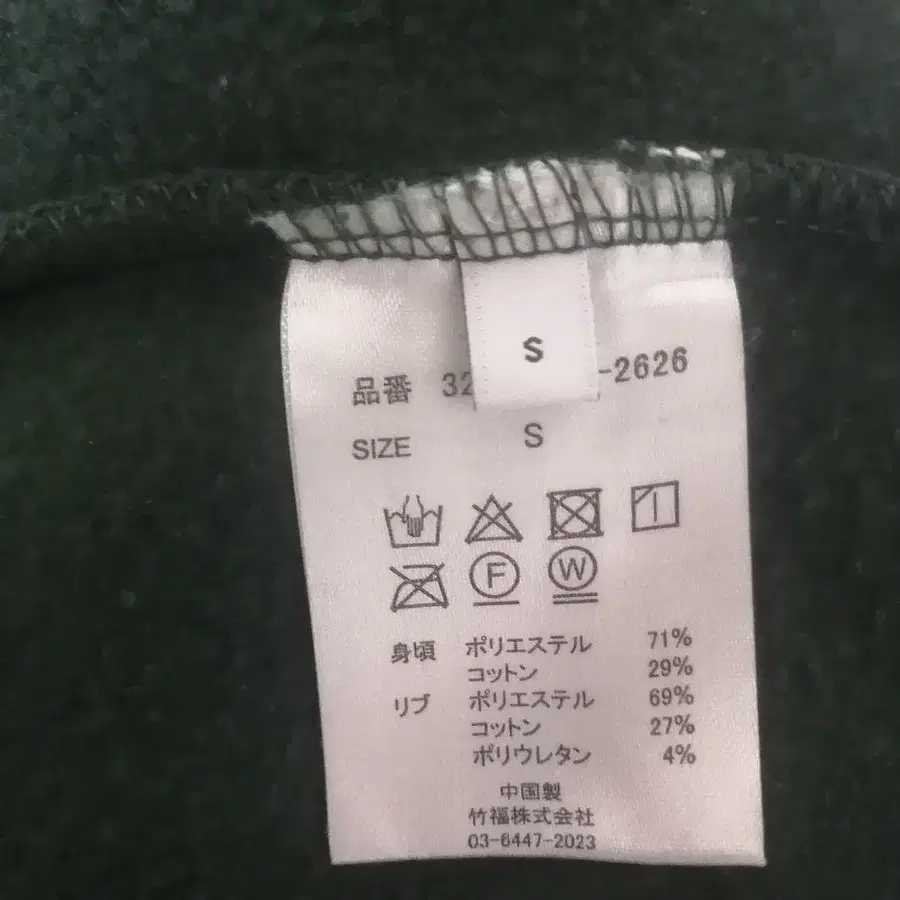 S
品番 32 -2626
SIZE S
F W
身頃 ポリエステル 71%
コットン 29%
リブ ポリエステル 69%
コットン 27%
ポリウレタン 4%
中国製
竹福株式会社
03-6447-2023